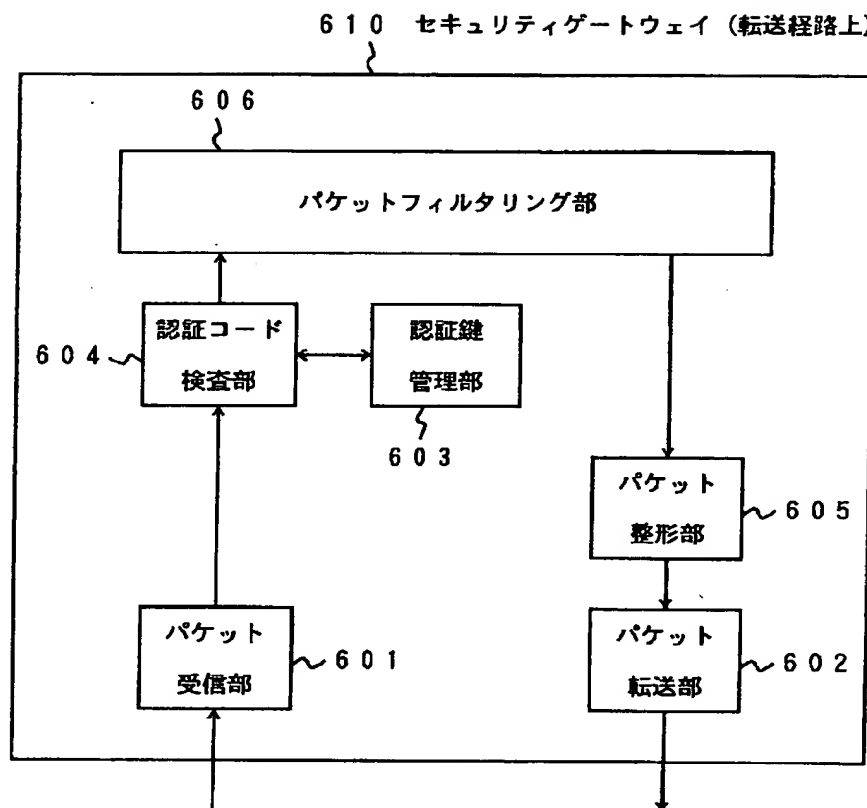 610 セキュリティゲートウェイ(転送経路上)
606
パケットフィルタリング部
認証コード
検査部
604
認証鍵
管理部
603
パケット
整形部
605
パケット
受信部
601
パケット
転送部
602